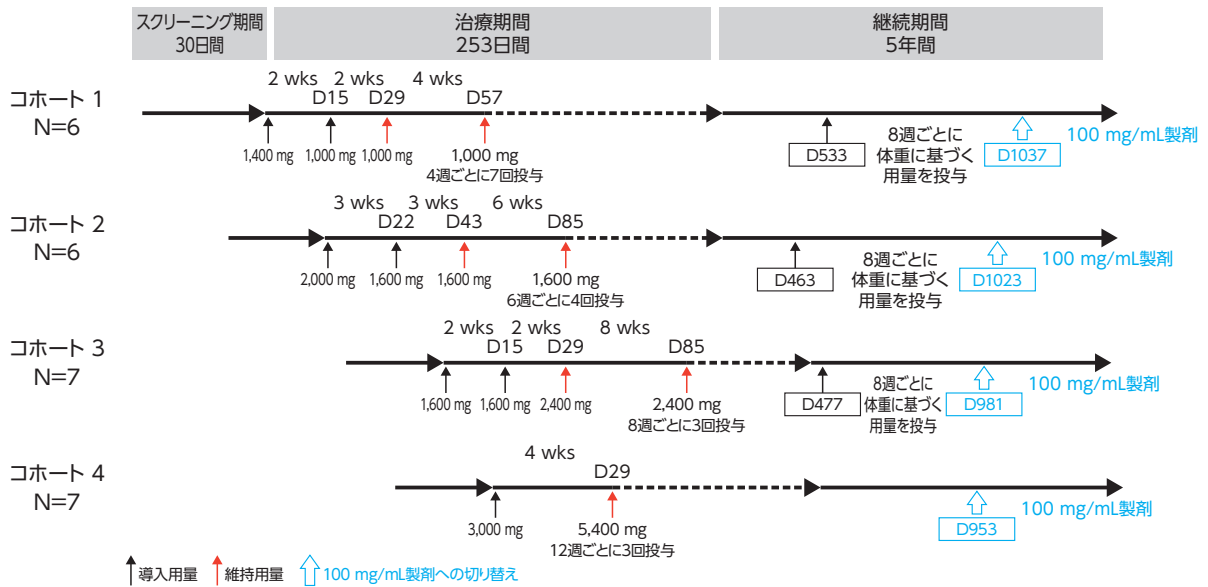 スクリーニング期間
30日間
治療期間
253日間
継続期間
5年間
コホート 1
N=6
2 wks 2 wks 4 wks
D15 D29 D57
1,400 mg 1,000 mg 1,000 mg 1,000 mg
4週ごとに7回投与
D533
8週ごとに
体重に基づく
用量を投与
D1037
100 mg/mL製剤
コホート 2
N=6
3 wks 3 wks 6 wks
D22 D43 D85
2,000 mg 1,600 mg 1,600 mg 1,600 mg
6週ごとに4回投与
D463
8週ごとに
体重に基づく
用量を投与
D1023
100 mg/mL製剤
コホート 3
N=7
2 wks 2 wks 8 wks
D15 D29 D85
1,600 mg 1,600 mg 2,400 mg 2,400 mg
8週ごとに3回投与
D477
8週ごとに
体重に基づく
用量を投与
D981
100 mg/mL製剤
コホート 4
N=7
4 wks
D29
3,000 mg 5,400 mg
12週ごとに3回投与
D953
100 mg/mL製剤
導入用量 維持用量 100 mg/mL製剤への切り替え